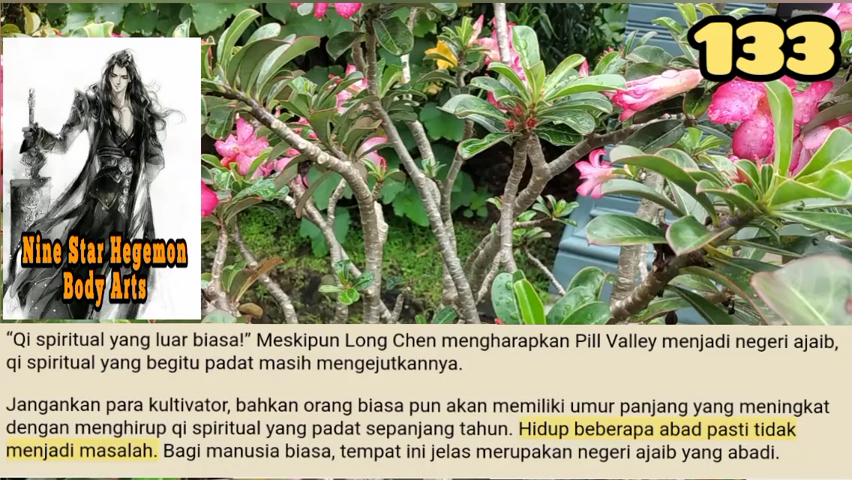 133
Nine Star Hegemon
Body Arts
“Qi spiritual yang luar biasa!” Meskipun Long Chen mengharapkan Pill Valley menjadi negeri ajaib,
qi spiritual yang begitu padat masih mengejutkannya.
Jangankan para kultivator, bahkan orang biasa pun akan memiliki umur panjang yang meningkat
dengan menghirup qi spiritual yang padat sepanjang tahun. Hidup beberapa abad pasti tidak
menjadi masalah. Bagi manusia biasa, tempat ini jelas merupakan negeri ajaib yang abadi.